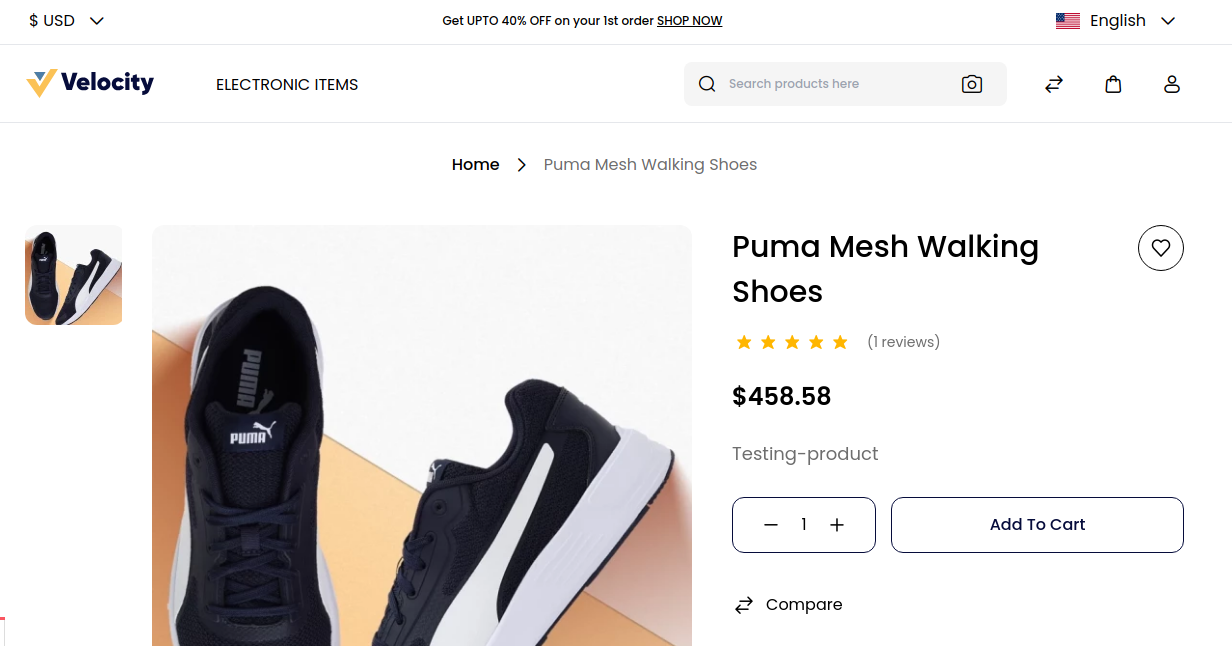 $ USD
Get UPTO 40% OFF on your 1st order SHOP NOW
English
Velocity
ELECTRONIC ITEMS
Search products here
Home
Puma Mesh Walking Shoes
Puma Mesh Walking
Shoes
(1 reviews)
$458.58
Testing-product
1
Add To Cart
Compare
PUMA
PUMA